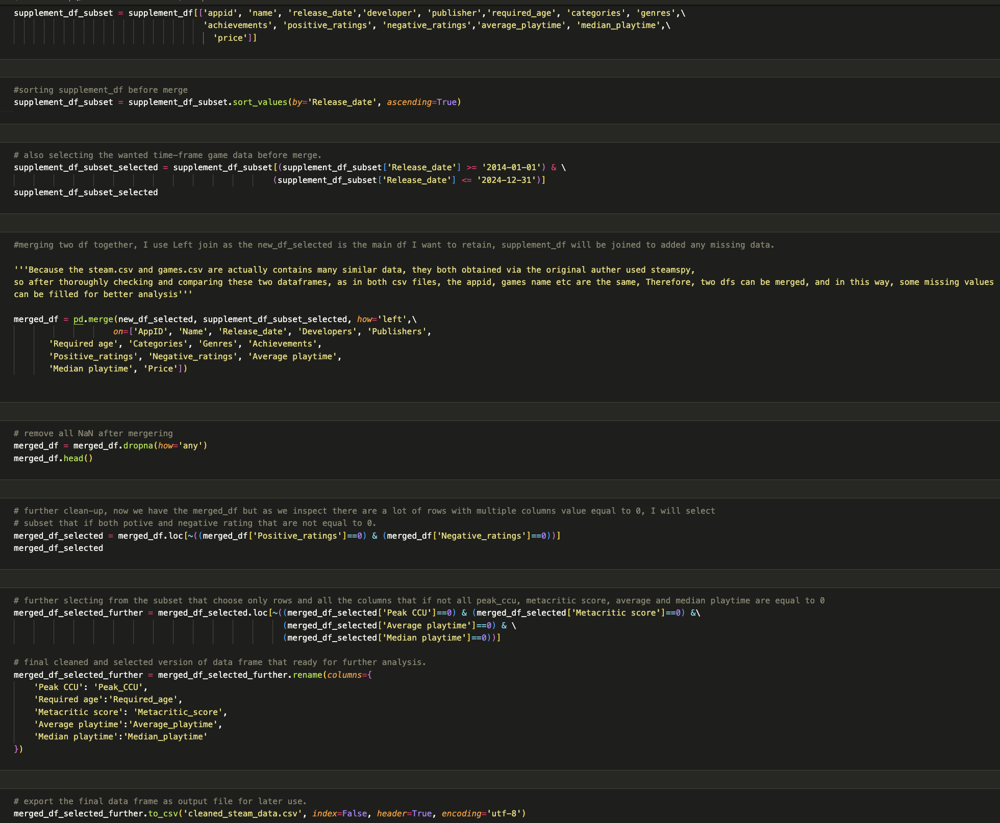 supplement_df_subset = supplement_df[['appid', 'name', 'release_date','developer', 'publisher','required_age', 'categories', 'genres',\
'achievements', 'positive_ratings', 'negative_ratings','average_playtime', 'median_playtime',\
'price']]
#sorting supplement_df before merge
supplement_df_subset = supplement_df_subset.sort_values(by='Release_date', ascending=True)
# also selecting the wanted time-frame game data before merge.
supplement_df_subset_selected = supplement_df_subset[(supplement_df_subset['Release_date'] >= '2014-01-01') & \
(supplement_df_subset['Release_date'] <= '2024-12-31')]
supplement_df_subset_selected
#merging two df together, I use Left join as the new_df_selected is the main df I want to retain, supplement_df will be joined to added any missing data.
'''Because the steam.csv and games.csv are actually contains many similar data, they both obtained via the original auther used steamspy,
so after thoroughly checking and comparing these two dataframes, as in both csv files, the appid, games name etc are the same, Therefore, two dfs can be merged, and in this way, some missing values
can be filled for better analysis'''
merged_df = pd.merge(new_df_selected, supplement_df_subset_selected, how='left',\
on=['AppID', 'Name', 'Release_date', 'Developers', 'Publishers',
'Required age', 'Categories', 'Genres', 'Achievements',
'Positive_ratings', 'Negative_ratings', 'Average playtime',
'Median playtime', 'Price'])
# remove all NaN after mergering
merged_df = merged_df.dropna(how='any')
merged_df.head()
# further clean-up, now we have the merged_df but as we inspect there are a lot of rows with multiple columns value equal to 0, I will select
# subset that if both potive and negative rating that are not equal to 0.
merged_df_selected = merged_df.loc[~((merged_df['Positive_ratings']==0) & (merged_df['Negative_ratings']==0))]
merged_df_selected
# further slecting from the subset that choose only rows and all the columns that if not all peak_ccu, metacritic score, average and median playtime are equal to 0
merged_df_selected_further = merged_df_selected.loc[~((merged_df_selected['Peak CCU']==0) & (merged_df_selected['Metacritic score']==0) &\
(merged_df_selected['Average playtime']==0) & \
(merged_df_selected['Median playtime']==0))]
# final cleaned and selected version of data frame that ready for further analysis.
merged_df_selected_further = merged_df_selected_further.rename(columns={
'Peak CCU': 'Peak_CCU',
'Required age':'Required_age',
'Metacritic score': 'Metacritic_score',
'Average playtime':'Average_playtime',
'Median playtime':'Median_playtime'
})
# export the final data frame as output file for later use.
merged_df_selected_further.to_csv('cleaned_steam_data.csv', index=False, header=True, encoding='utf-8')